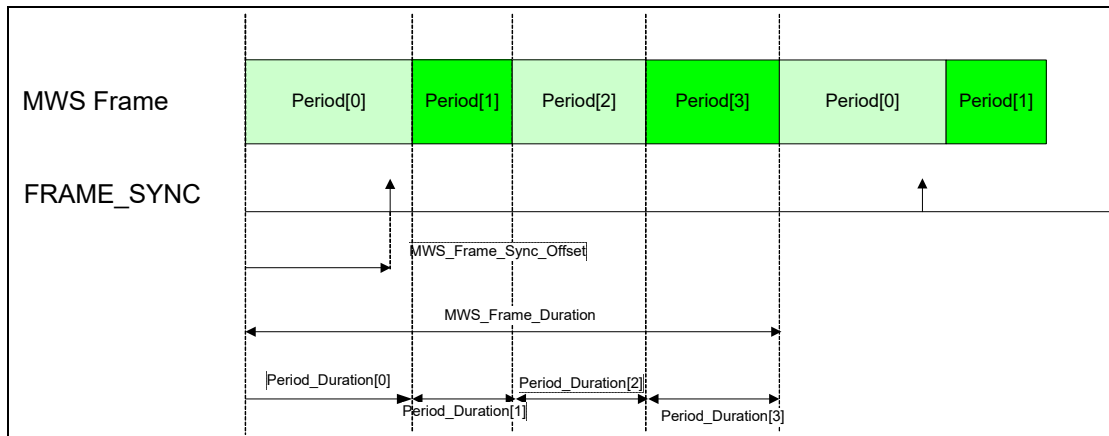 MWS Frame
Period[0] Period[1] Period[2] Period[3] Period[0] Period[1]
FRAME_SYNC
MWS_Frame_Sync_Offset
MWS_Frame_Duration
Period_Duration[0]
Period_Duration[1]
Period_Duration[2]
Period_Duration[3]